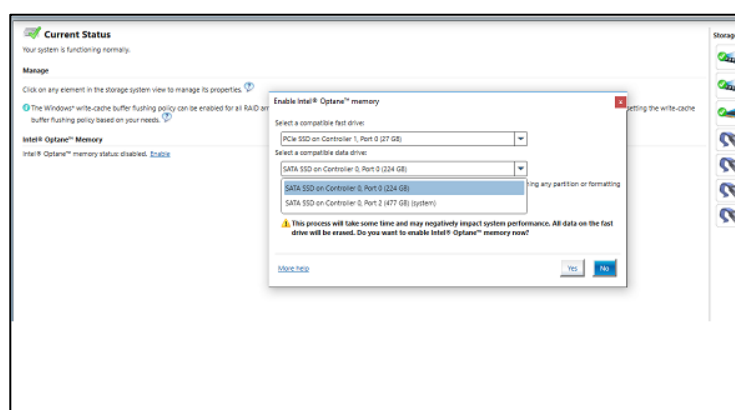 Current Status
Your system is functioning normally.
Storag
Manage
Click on any element in the storage system view to manage its properties.
The Windows* write-cache buffer flushing policy can be enabled for all RAID arr
etting the write-cache
buffer flushing policy based on your needs.
Intel® Optane™ Memory
Intel® Optane™ memory status: disabled. Enable
Enable Intel® Optane™ memory
Select a compatible fast drive:
PCIe SSD on Controller 1, Port 0 (27 GB)
Select a compatible data drive:
SATA SSD on Controller 0, Port 0 (224 GB)
SATA SSD on Controller 0, Port 0 (224 GB)
ring any partition or formatting
SATA SSD on Controller 0, Port 2 (477 GB) (system)
This process will take some time and may negatively impact system performance. All data on the fast
drive will be erased. Do you want to enable Intel® Optane™ memory now?
More help
Yes
No